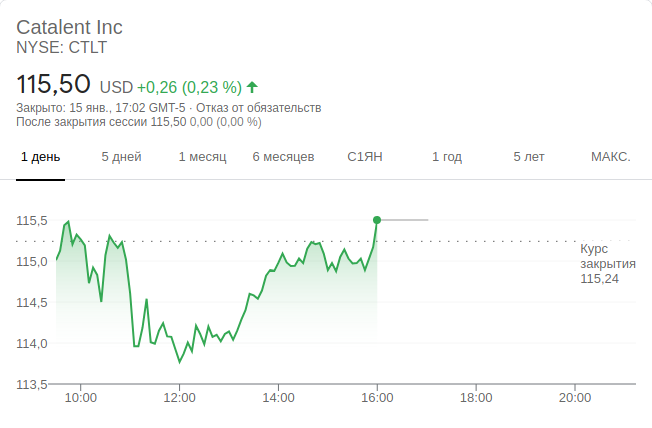 Catalent Inc
NYSE: CTLT
115,50 USD +0,26 (0,23 %)
Закрыто: 15 янв., 17:02 GMT-5 · Отказ от обязательств
После закрытия сессии 115,50 0,00 (0,00 %)
1 день 5 дней 1 месяц 6 месяцев С1ЯН 1 год 5 лет МАКС.
115,5
115,0
114,5
114,0
113,5
Курс
закрытия
115,24
10:00 12:00 14:00 16:00 18:00 20:00